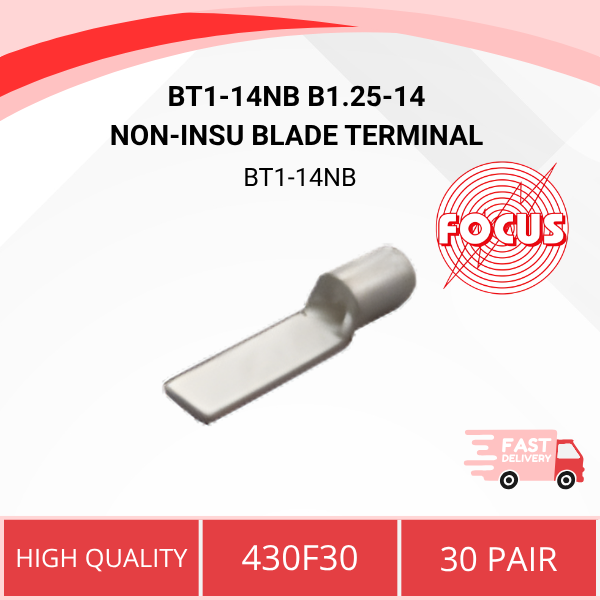 BT1-14NB B1.25-14
NON-INSU BLADE TERMINAL
BT1-14NB
FOCUS
FAST
DELIVERY
HIGH QUALITY
430F30
30 PAIR